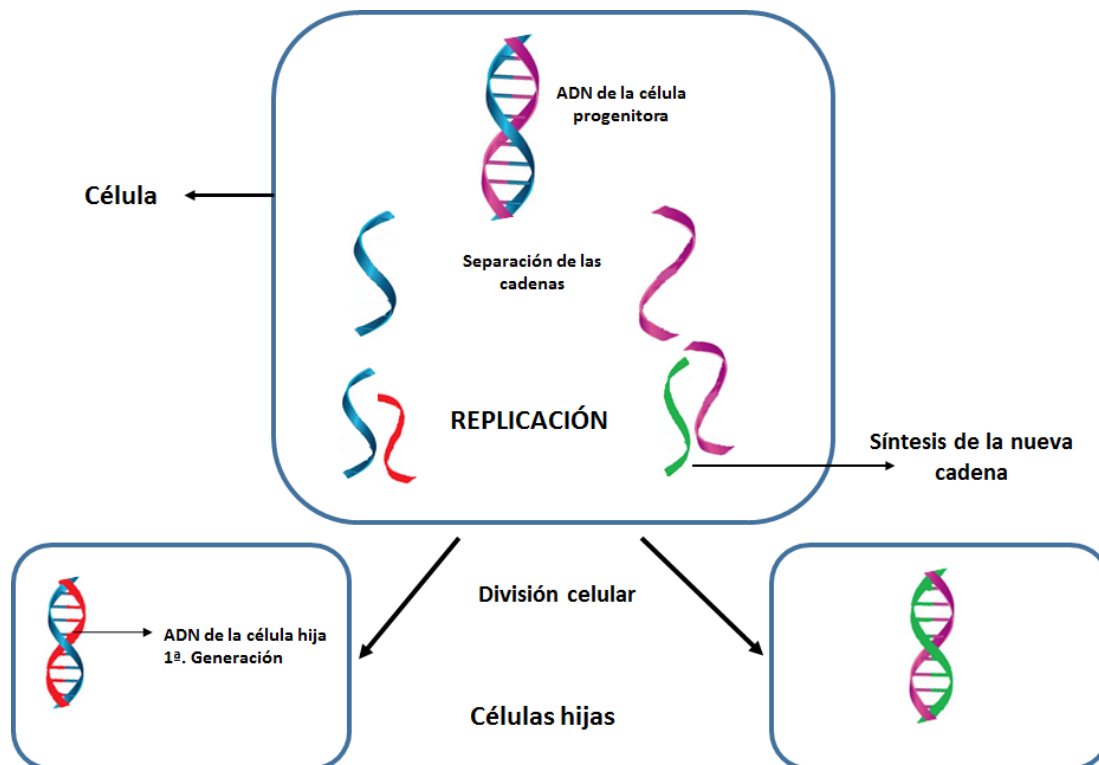 ADN de la célula
progenitora
Célula
Separación de las
cadenas
REPLICACIÓN
Síntesis de la nueva
cadena
División celular
ADN de la célula hija
1ª. Generación
Células hijas